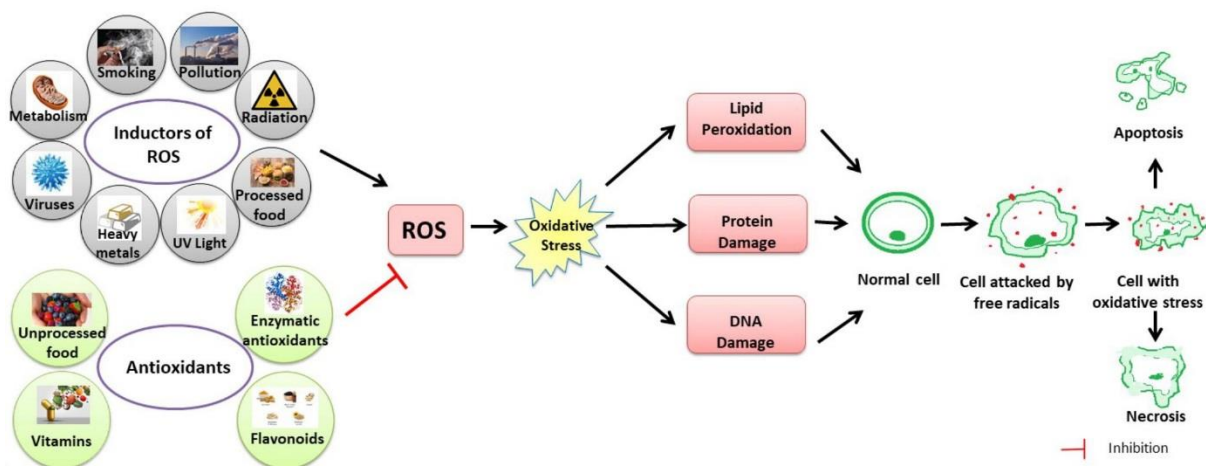 Smoking
Pollution
Metabolism
Radiation
Inductors of
ROS
Viruses
Processed
food
Heavy
metals
UV Light
Unprocessed
food
Enzymatic
antioxidants
Antioxidants
Vitamins
Flavonoids
ROS
Oxidative
Stress
Lipid
Peroxidation
Protein
Damage
DNA
Damage
Normal cell
Cell attacked by
free radicals
Apoptosis
Cell with
oxidative stress
Necrosis
Inhibition